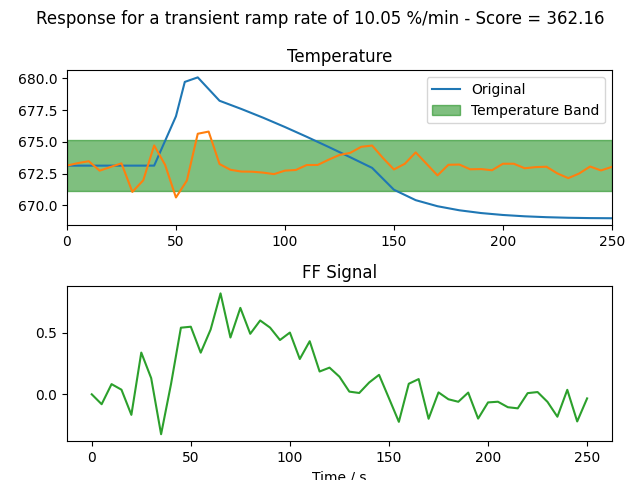 Response for a transient ramp rate of 10.05 %/min - Score = 362.16
Temperature
680.0
677.5
675.0
672.5
670.0
Original
Temperature Band
0 50 100 150 200 250
FF Signal
0.5
0.0
0 50 100 150 200 250
Time / s